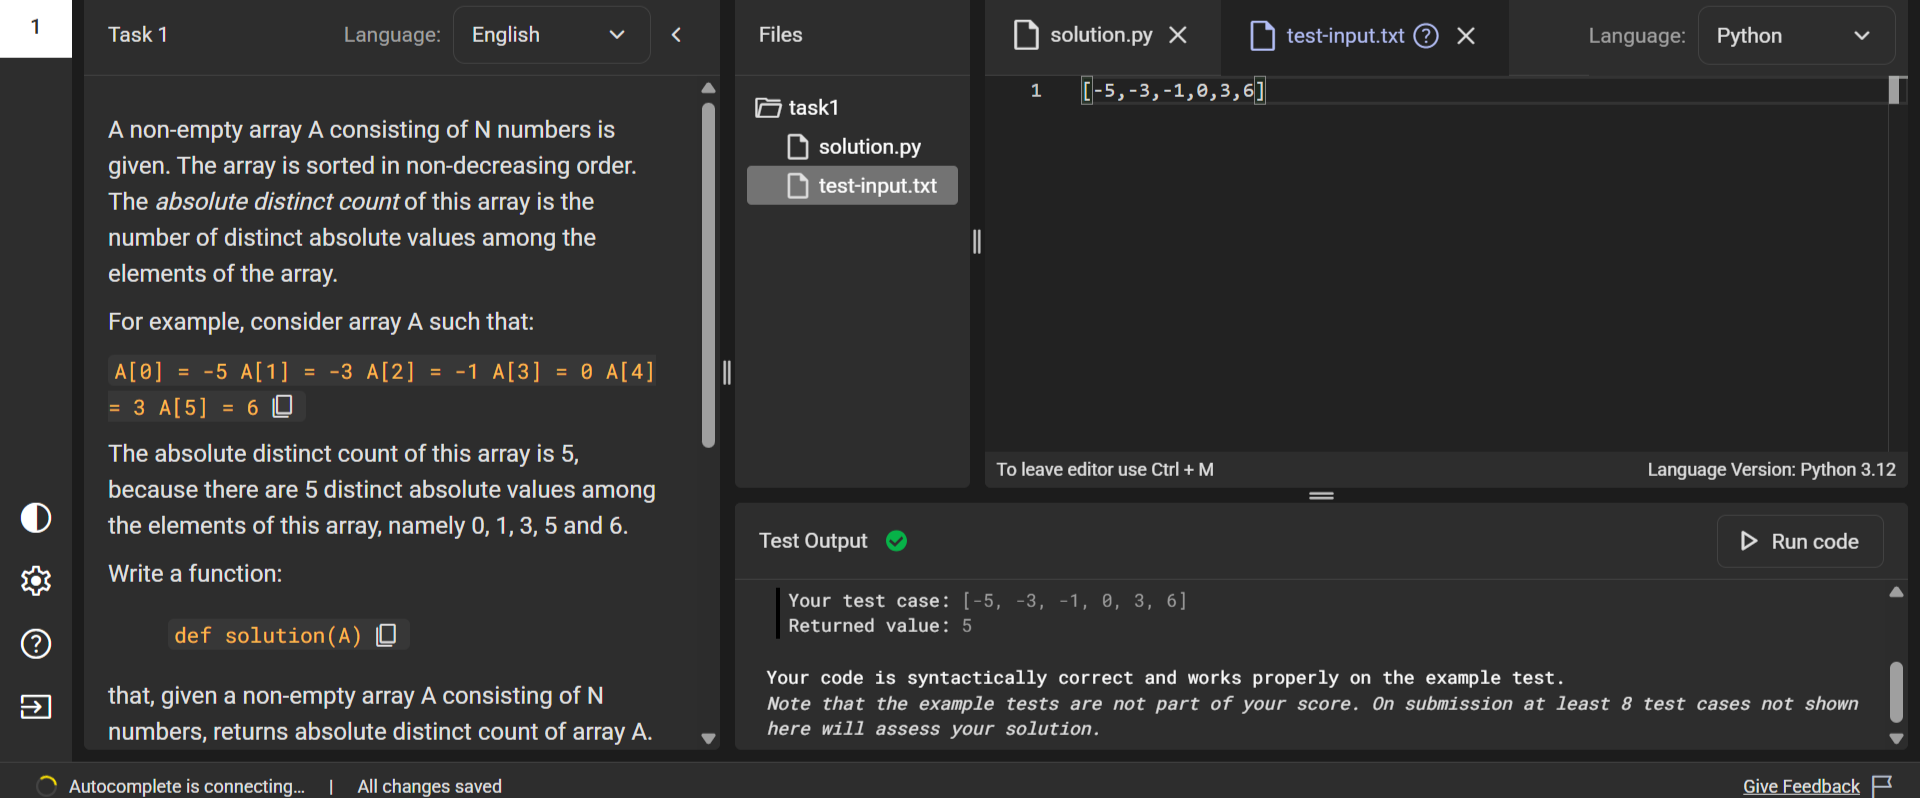 1
Task 1
Language: English
A non-empty array A consisting of N numbers is
given. The array is sorted in non-decreasing order.
The absolute distinct count of this array is the
number of distinct absolute values among the
elements of the array.
For example, consider array A such that:
A[0] = -5 A[1] = -3 A[2] = -1 A[3] = 0 A[4]
= 3 A[5] = 6
The absolute distinct count of this array is 5,
because there are 5 distinct absolute values among
the elements of this array, namely 0, 1, 3, 5 and 6.
Write a function:
def solution(A)
that, given a non-empty array A consisting of N
numbers, returns absolute distinct count of array A.
Files
task1
solution.py
test-input.txt
solution.py
test-input.txt
Language: Python
1 [-5,-3,-1,0,3,6]
To leave editor use Ctrl + M
Language Version: Python 3.12
Test Output
Run code
Your test case: [-5, -3, -1, 0, 3, 6]
Returned value: 5
Your code is syntactically correct and works properly on the example test.
Note that the example tests are not part of your score. On submission at least 8 test cases not shown
here will assess your solution.
Autocomplete is connecting... | All changes saved
Give Feedback